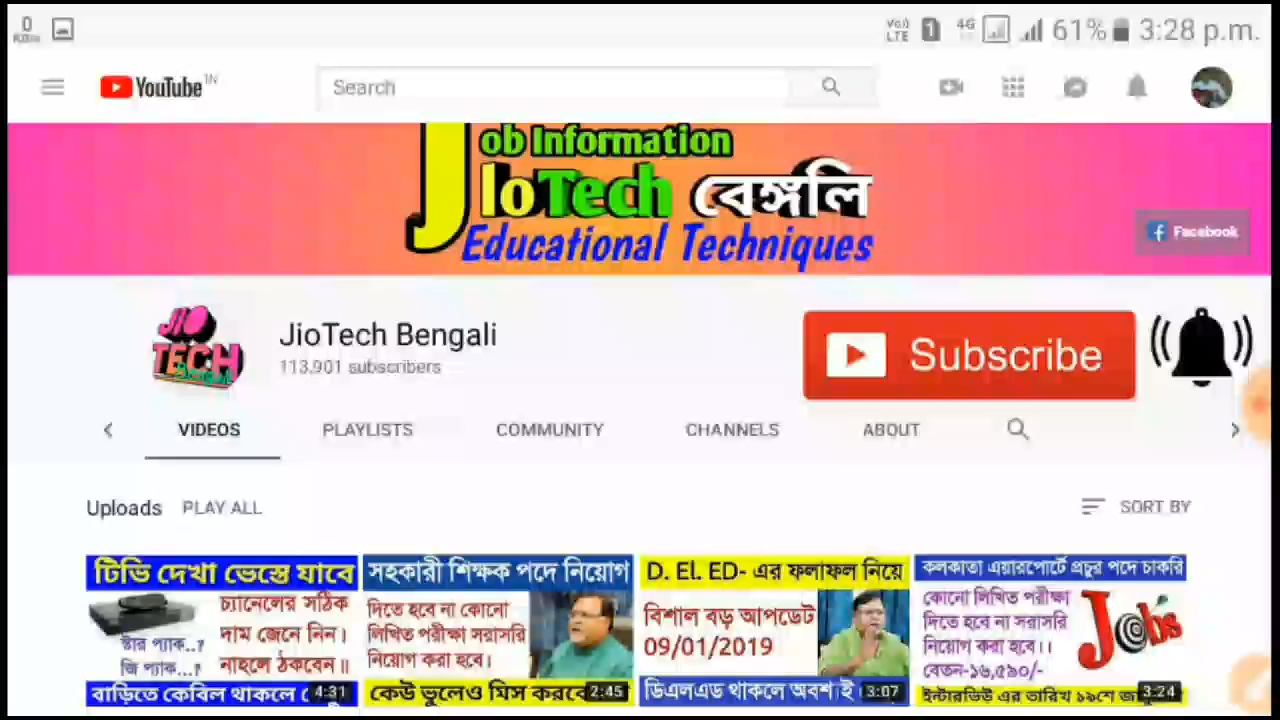 0
KB/s
Vo))
LTE
1
4G
61%
3:28 p.m.
YouTube IN
Search
Job Information
JioTech বেঙ্গলি
Educational Techniques
Facebook
JIO
TECH
JioTech Bengali
113,901 subscribers
Subscribe
VIDEOS PLAYLISTS COMMUNITY CHANNELS ABOUT
Uploads PLAY ALL SORT BY
টিভি দেখা ভেস্তে যাবে
চ্যানেলের সঠিক
দাম জেনে নিন।
নাহলে ঠকবেন॥
স্টার প্যাক..?
জি প্যাক..?
বাড়িতে কেবিল থাকলে
4:31
সহকারী শিক্ষক পদে নিয়োগ
দিতে হবে না কোনো
লিখিত পরীক্ষা সরাসরি
নিয়োগ করা হবে।
কেউ ভুলেও মিস করবে
2:45
D. El. ED- এর ফলাফল নিয়ে
বিশাল বড় আপডেট
09/01/2019
ডিএলএড থাকলে অবশ্যই
3:07
কলকাতা এয়ারপোর্টে প্রচুর পদে চাকরি
কোনো লিখিত পরীক্ষা
দিতে হবে না সরাসরি
নিয়োগ করা হবে।
বেতন-১৬,৫৯০/-
Jobs
ইন্টারভিউ এর তারিখ ১৯শে
3:24